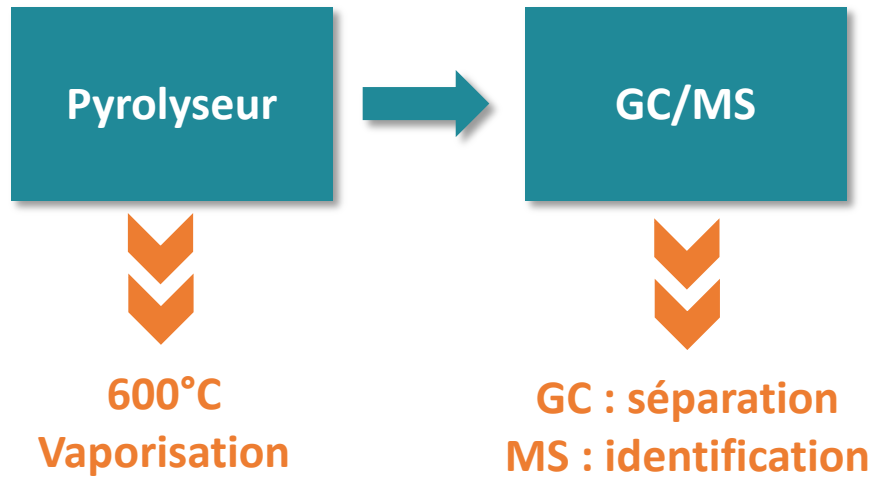 Pyrolyseur
GC/MS
600°C
Vaporisation
GC : séparation
MS : identification